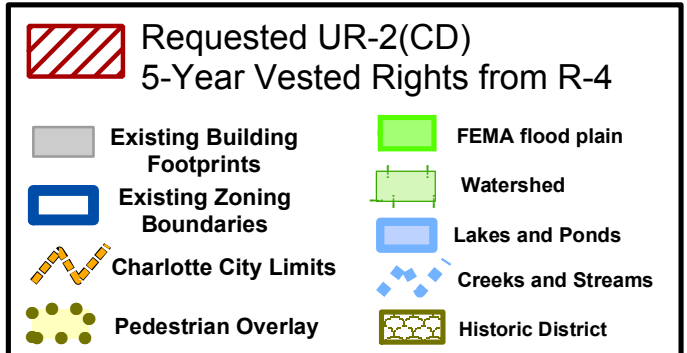 Requested UR-2(CD)
5-Year Vested Rights from R-4
Existing Building
Footprints
Existing Zoning
Boundaries
Charlotte City Limits
Pedestrian Overlay
FEMA flood plain
Watershed
Lakes and Ponds
Creeks and Streams
Historic District